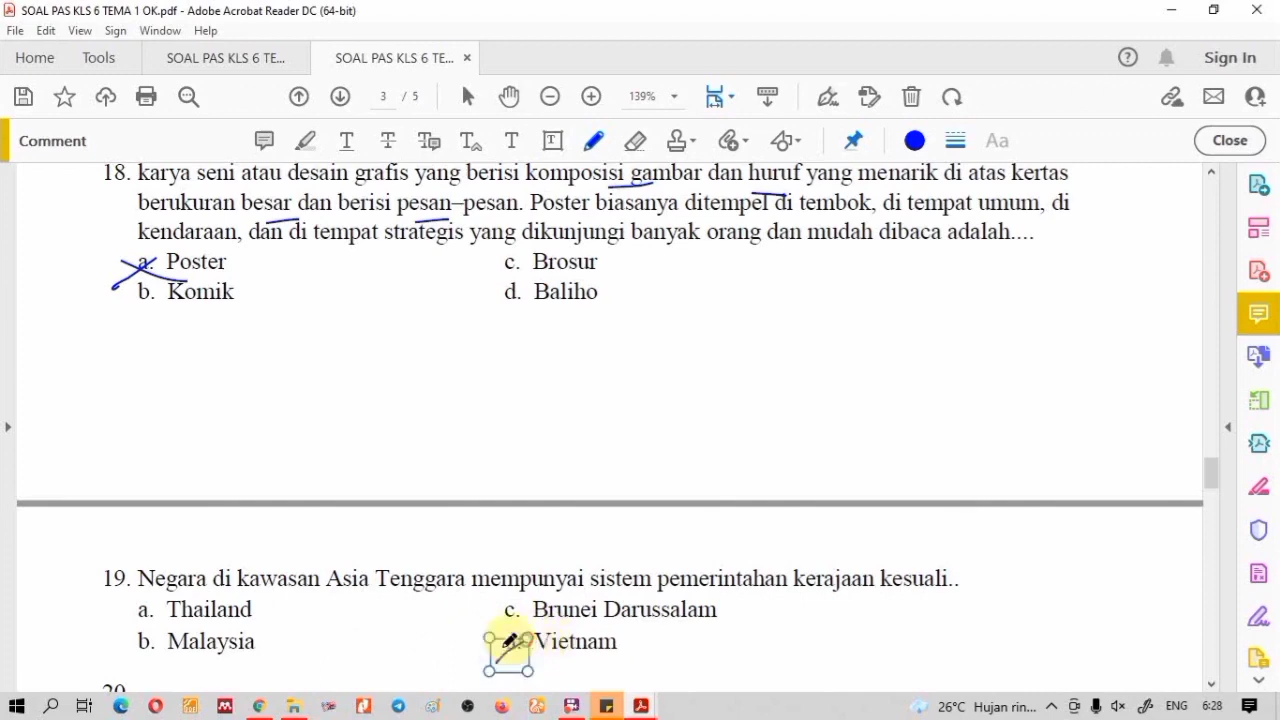 SOAL PAS KLS 6 TEMA 1 OK.pdf - Adobe Acrobat Reader DC (64-bit)
File Edit View Sign Window Help
Home Tools SOAL PAS KLS 6 TE... SOAL PAS KLS 6 TE... × Sign In
3 / 5 139%
Comment Aa Close
18. karya seni atau desain grafis yang berisi komposisi gambar dan huruf yang menarik di atas kertas
berukuran besar dan berisi pesan–pesan. Poster biasanya ditempel di tembok, di tempat umum, di
kendaraan, dan di tempat strategis yang dikunjungi banyak orang dan mudah dibaca adalah....
a. Poster c. Brosur
b. Komik d. Baliho
19. Negara di kawasan Asia Tenggara mempunyai sistem pemerintahan kerajaan kesuali..
a. Thailand c. Brunei Darussalam
b. Malaysia Vietnam
20
26°C Hujan rin... ENG 6:28